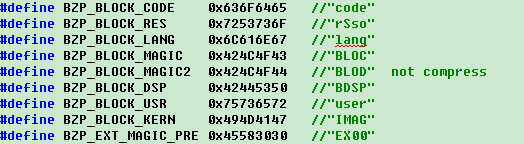 #define BZP_BLOCK_CODE 0x636F6465 //"code"
#define BZP_BLOCK_RES 0x7253736F //"rSso"
#define BZP_BLOCK_LANG 0x6C616E67 //"lang"
#define BZP_BLOCK_MAGIC 0x424C4F43 //"BLOC"
#define BZP_BLOCK_MAGIC2 0x424C4F44 //"BLOD" not compress
#define BZP_BLOCK_DSP 0x42445350 //"BDSP"
#define BZP_BLOCK_USR 0x75736572 //"user"
#define BZP_BLOCK_KERN 0x494D4147 //"IMAG"
#define BZP_EXT_MAGIC_PRE 0x45583030 //"EX00"